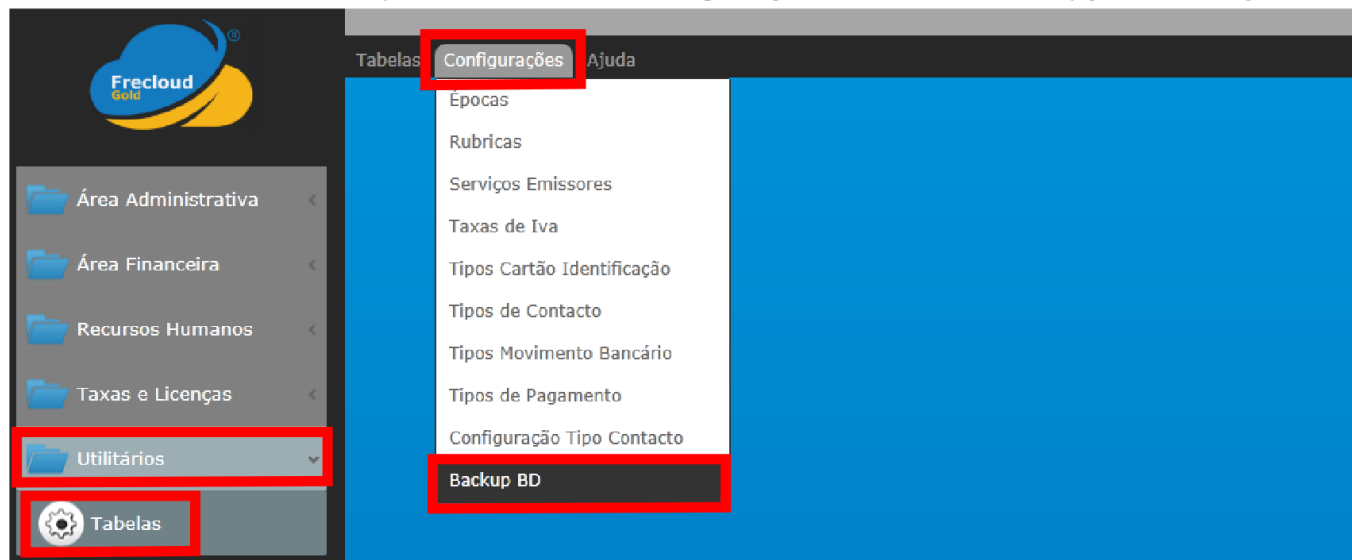 Frecloud
Gold
®
Tabelas Configurações Ajuda
Épocas
Rubricas
Serviços Emissores
Taxas de Iva
Tipos Cartão Identificação
Tipos de Contacto
Tipos Movimento Bancário
Tipos de Pagamento
Configuração Tipo Contacto
Backup BD
Área Administrativa
Área Financeira
Recursos Humanos
Taxas e Licenças
Utilitários
Tabelas